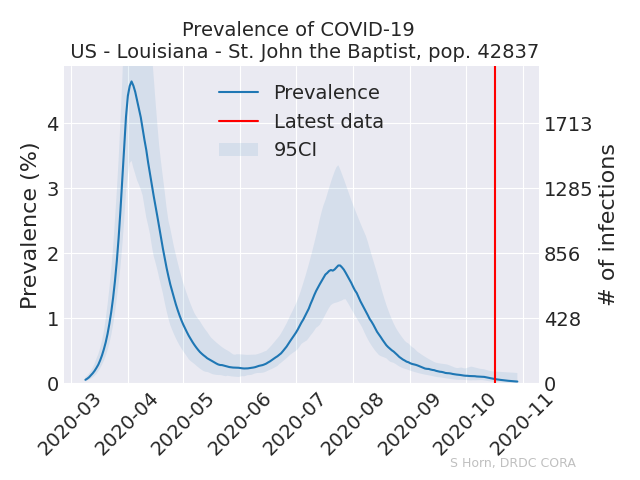 Prevalence of COVID-19
US - Louisiana - St. John the Baptist, pop. 42837
Prevalence
Latest data
95CI
Prevalence (%)
4
3
2
1
0
1713
1285
856
428
0
# of infections
2020-03
2020-04
2020-05
2020-06
2020-07
2020-08
2020-09
2020-10
2020-11
S Horn, DRDC CORA